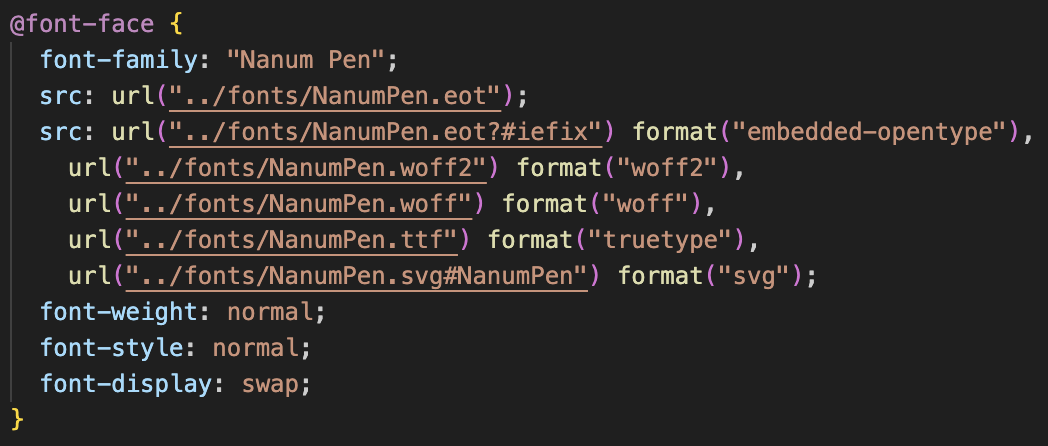 @font-face {
font-family: "Nanum Pen";
src: url("../fonts/NanumPen.eot");
src: url("../fonts/NanumPen.eot?#iefix") format("embedded-opentype"),
url("../fonts/NanumPen.woff2") format("woff2"),
url("../fonts/NanumPen.woff") format("woff"),
url("../fonts/NanumPen.ttf") format("truetype"),
url("../fonts/NanumPen.svg#NanumPen") format("svg");
font-weight: normal;
font-style: normal;
font-display: swap;
}